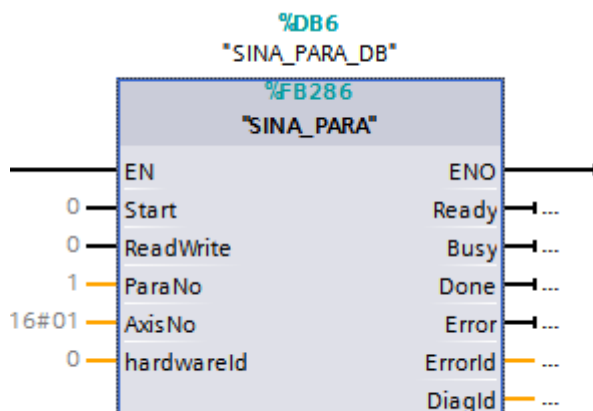 %DB6
"SINA_PARA_DB"
%FB286
"SINA_PARA"
EN ENO
0 Start Ready ...
0 ReadWrite Busy ...
1 ParaNo Done ...
16#01 AxisNo Error ...
0 hardwareId ErrorId ...
DiagId ...